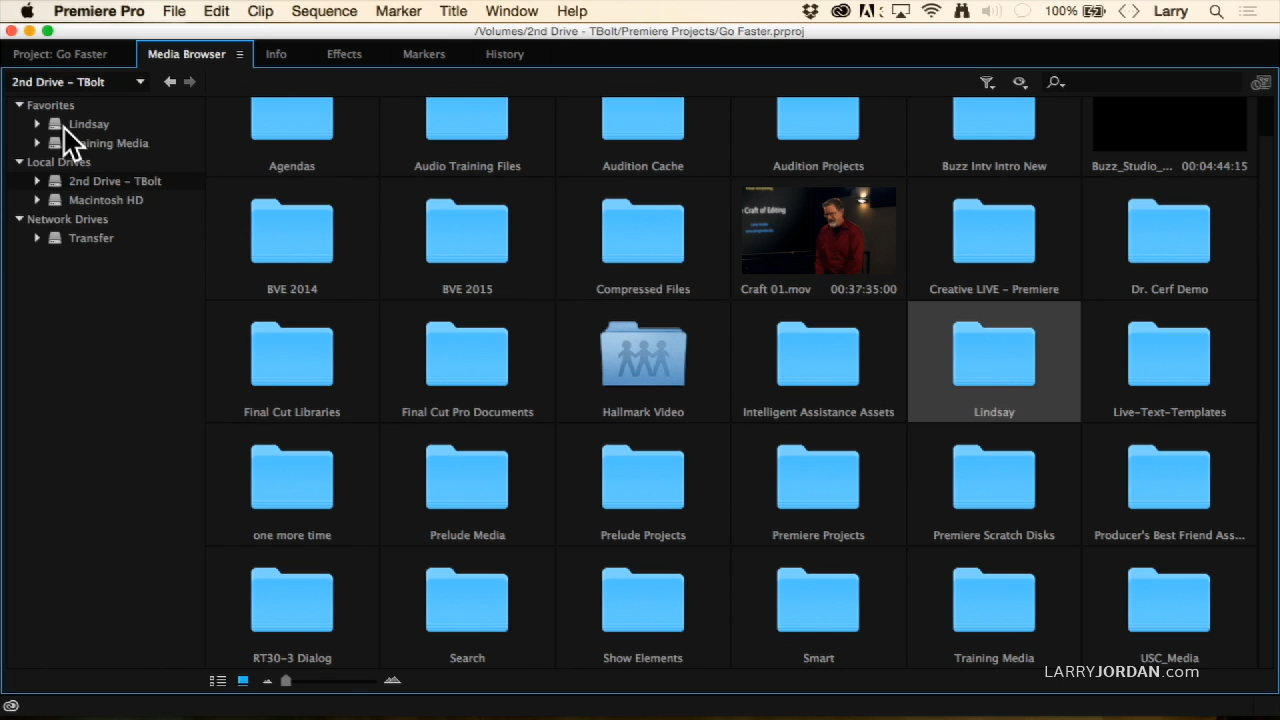 Premiere Pro File Edit Clip Sequence Marker Title Window Help 100% Larry
/Volumes/2nd Drive - TBolt/Premiere Projects/Go Faster.prproj
Project: Go Faster Media Browser Info Effects Markers History
2nd Drive – TBolt
Favorites
Lindsay
ning Media
Local Drives
2nd Drive – TBolt
Macintosh HD
Network Drives
Transfer
Agendas Audio Training Files Audition Cache Audition Projects Buzz Intv Intro New Buzz_Studio_... 00:04:44:15
Craft of Editing
BVE 2014 BVE 2015 Compressed Files Craft 01.mov 00:37:35:00 Creative LIVE – Premiere Dr. Cerf Demo
Final Cut Libraries Final Cut Pro Documents Hallmark Video Intelligent Assistance Assets Lindsay Live-Text-Templates
one more time Prelude Media Prelude Projects Premiere Projects Premiere Scratch Disks Producer's Best Friend Ass...
RT30-3 Dialog Search Show Elements Smart Training Media USC_Media
LARRYJORDAN.com